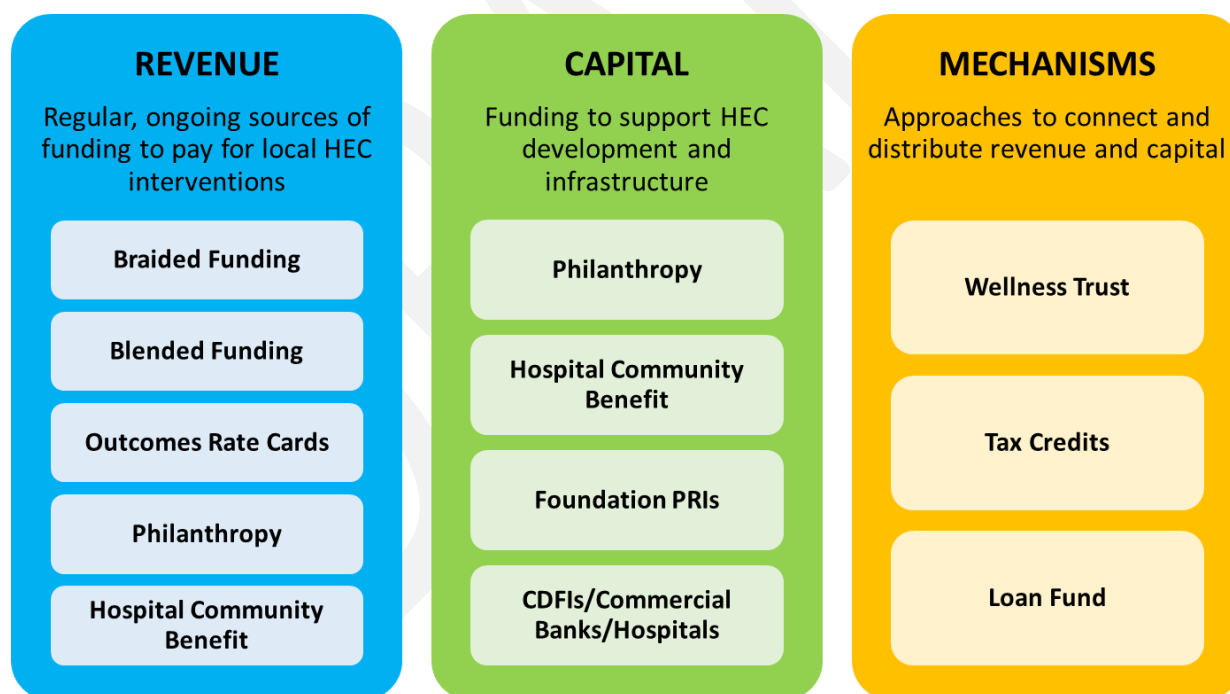 REVENUE
Regular, ongoing sources of
funding to pay for local HEC
interventions
Braided Funding
Blended Funding
Outcomes Rate Cards
Philanthropy
Hospital Community
Benefit
CAPITAL
Funding to support HEC
development and
infrastructure
Philanthropy
Hospital Community
Benefit
Foundation PRIs
CDFIs/Commercial
Banks/Hospitals
MECHANISMS
Approaches to connect and
distribute revenue and capital
Wellness Trust
Tax Credits
Loan Fund